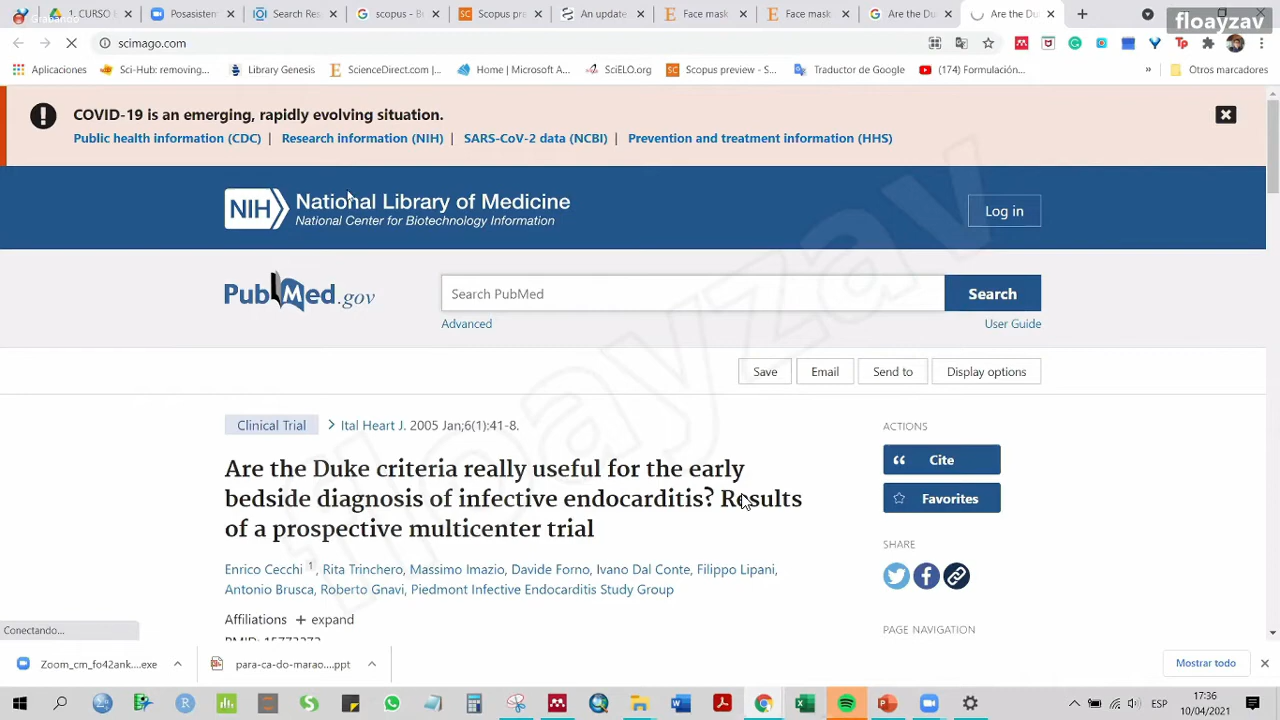 Grabando
1. CURSO I
Posasistem
Search Res
scopus - B
Scopus pre
An update
Face mask
Face mask
Are the Du
Are the Du
floayzav
scimago.com
Aplicaciones
Sci-Hub: removing...
Library Genesis
ScienceDirect.com |...
Home | Microsoft A...
SciELO.org
Scopus preview - S...
Traductor de Google
(174) Formulación...
»
Otros marcadores
COVID-19 is an emerging, rapidly evolving situation.
Public health information (CDC) | Research information (NIH) | SARS-CoV-2 data (NCBI) | Prevention and treatment information (HHS)
NIH
National Library of Medicine
National Center for Biotechnology Information
Log in
PubMed.gov
Search PubMed
Search
Advanced
User Guide
Save
Email
Send to
Display options
Clinical Trial
Ital Heart J. 2005 Jan;6(1):41-8.
Are the Duke criteria really useful for the early
bedside diagnosis of infective endocarditis? Results
of a prospective multicenter trial
Enrico Cecchi 1, Rita Trinchero, Massimo Imazio, Davide Forno, Ivano Dal Conte, Filippo Lipani,
Antonio Brusca, Roberto Gnavi, Piedmont Infective Endocarditis Study Group
Affiliations + expand
ACTIONS
Cite
Favorites
SHARE
PAGE NAVIGATION
floayzav
Conectando...
Zoom_cm_fo42ank....exe
para-ca-do-marao....ppt
Mostrar todo
ESP
17:36
10/04/2021